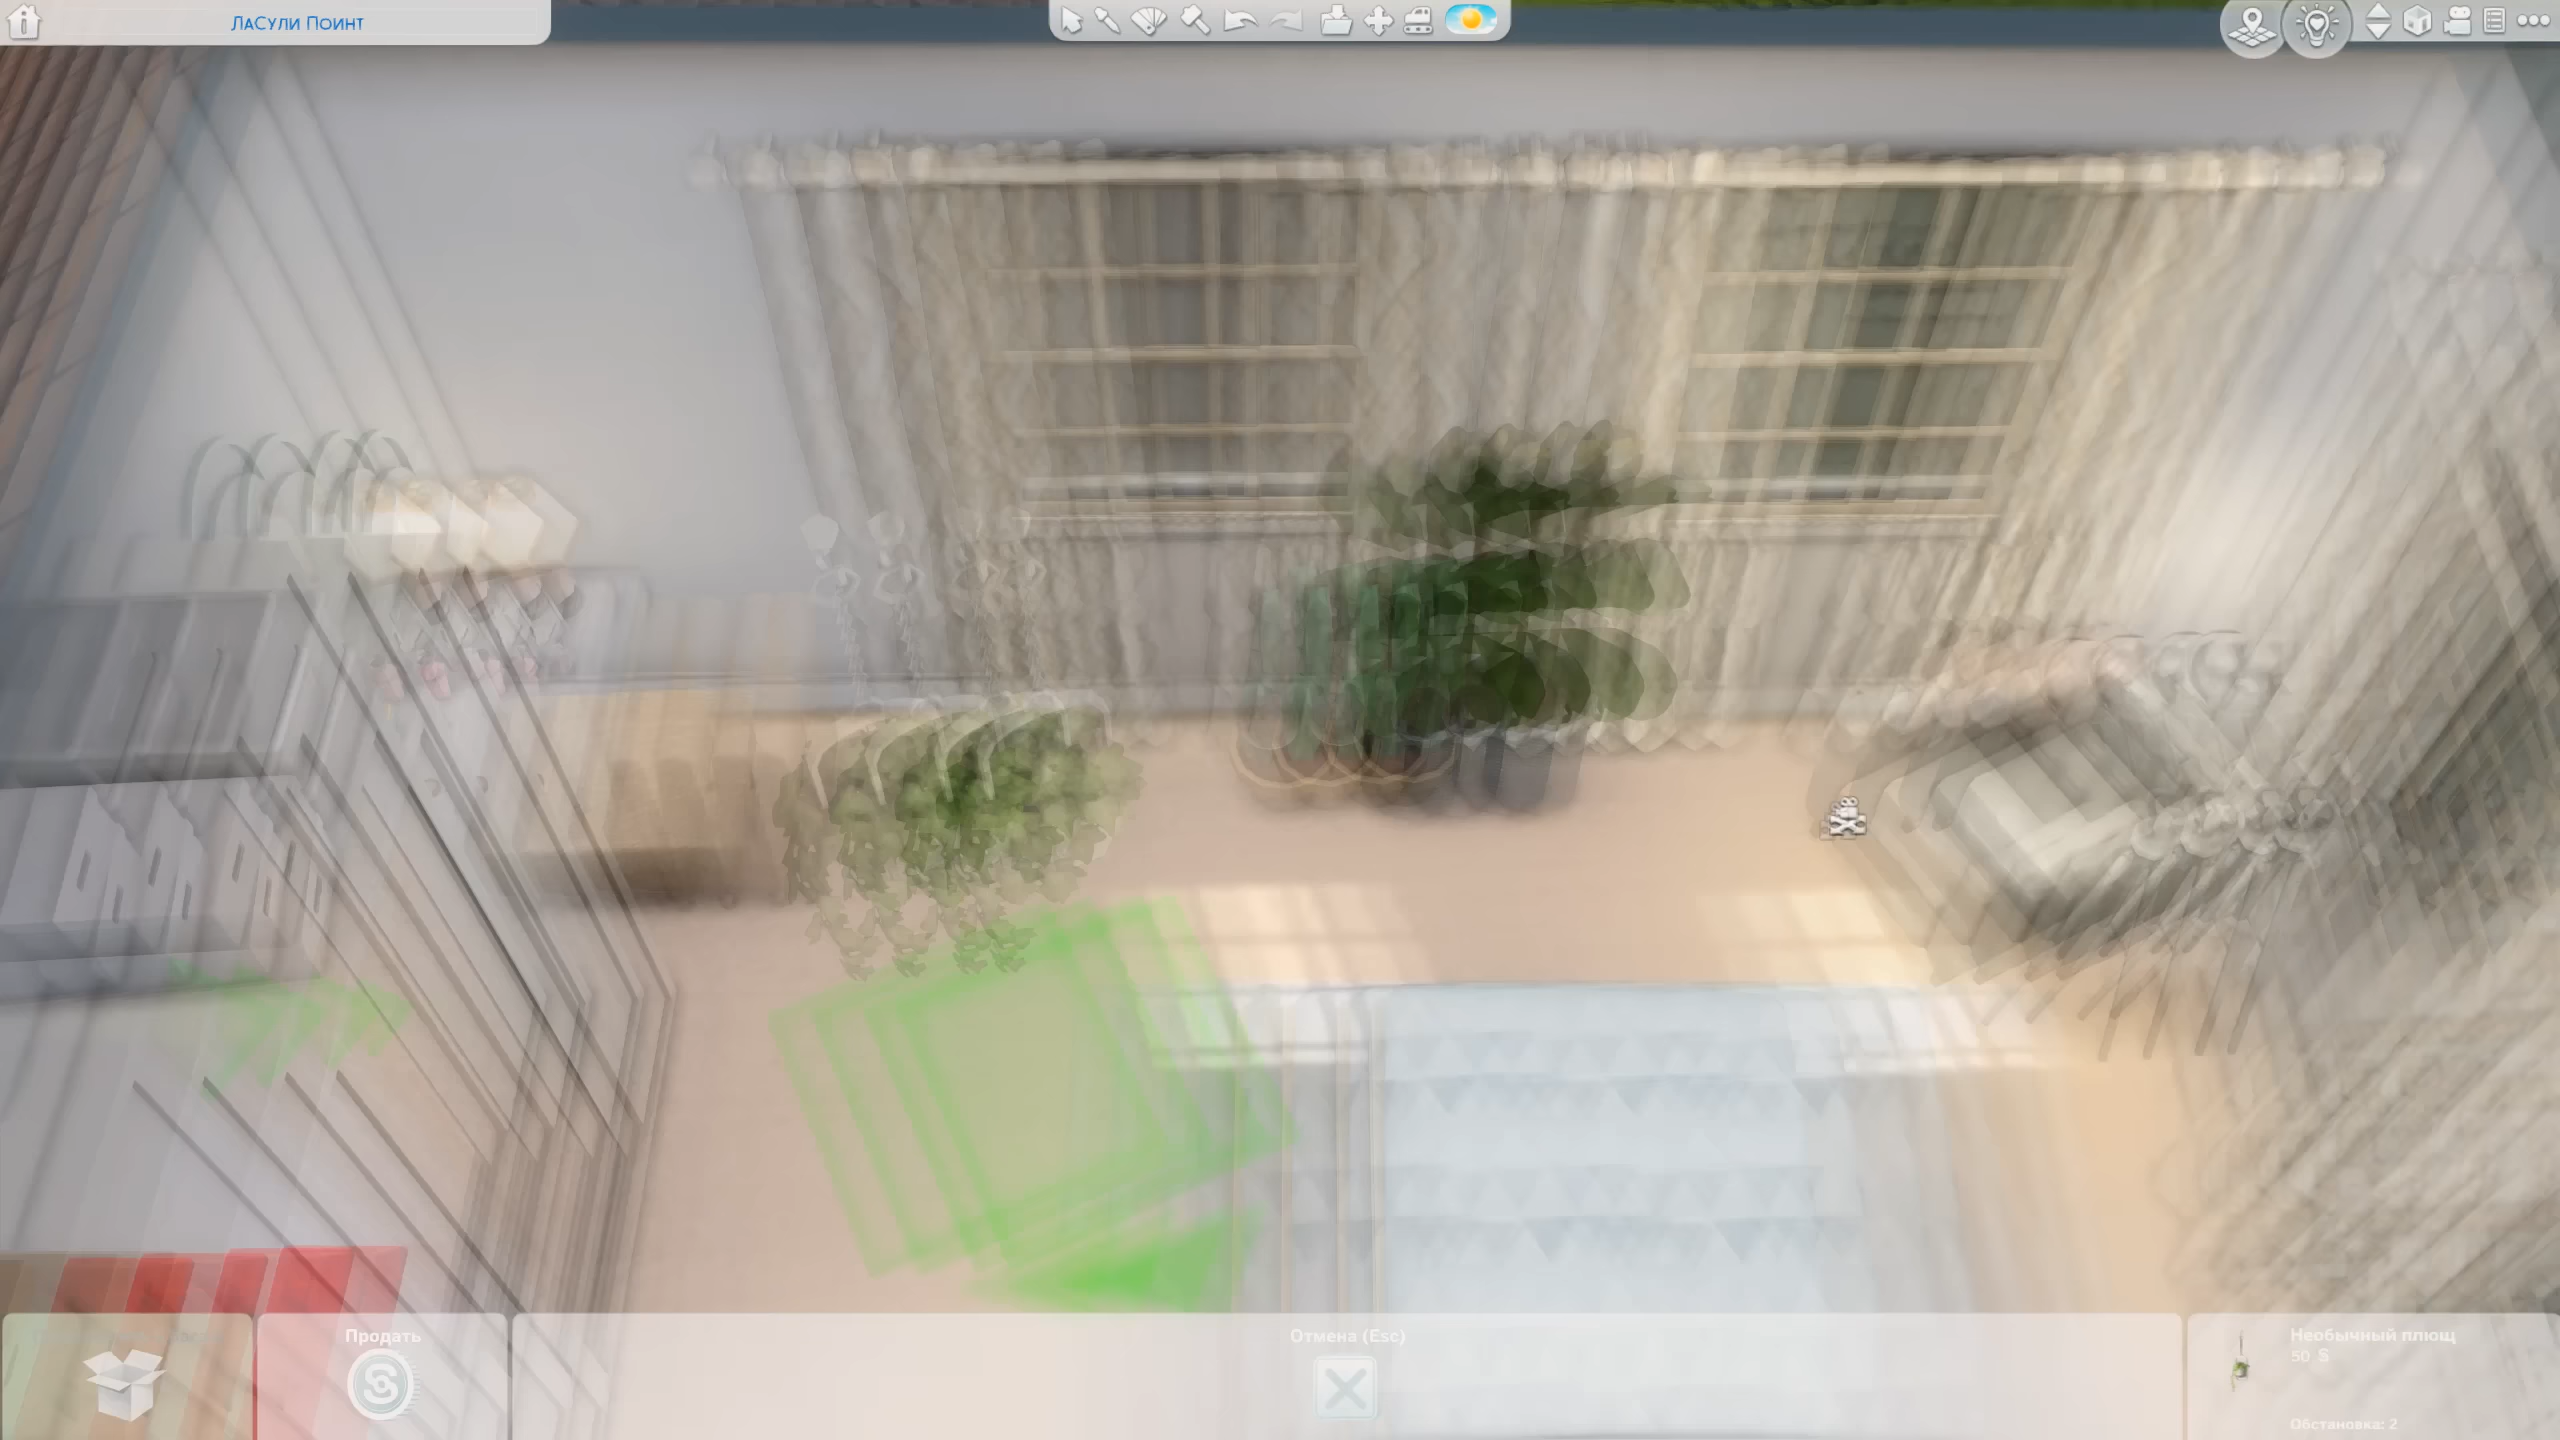 ЛаСули Поинт
Продать
Отмена (Esc)
Необычный плющ
50 §
Обстановка: 2